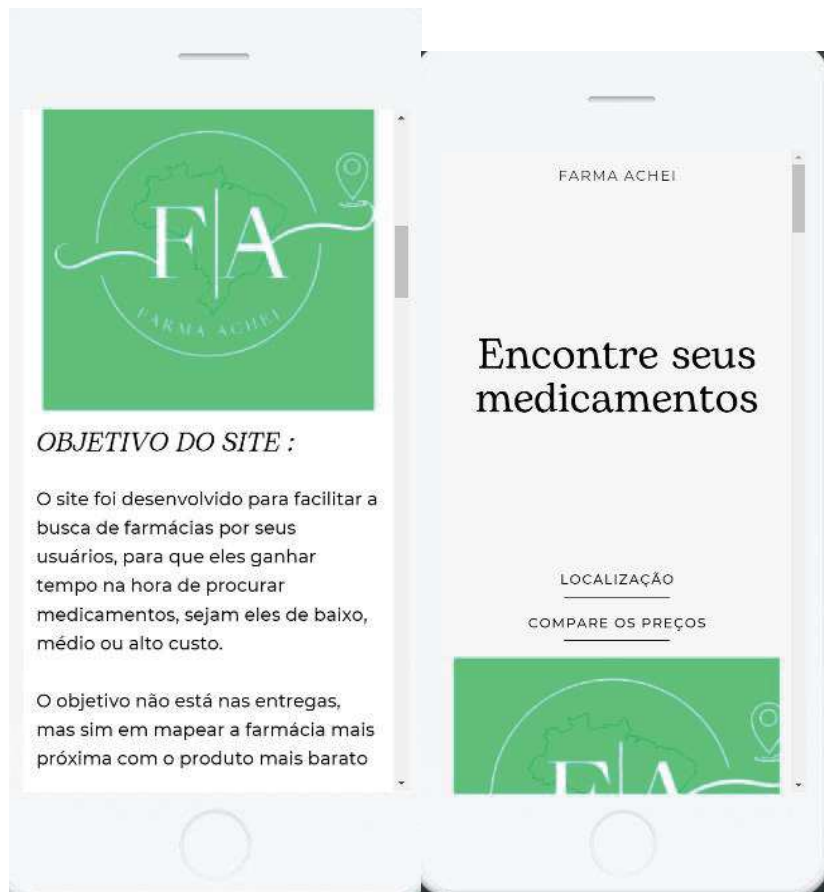 F|A
FARMA ACHEI
OBJETIVO DO SITE :
O site foi desenvolvido para facilitar a
busca de farmácias por seus
usuários, para que eles ganhar
tempo na hora de procurar
medicamentos, sejam eles de baixo,
médio ou alto custo.
O objetivo não está nas entregas,
mas sim em mapear a farmácia mais
próxima com o produto mais barato
FARMA ACHEI
Encontre seus
medicamentos
LOCALIZAÇÃO
COMPARE OS PREÇOS
F|A